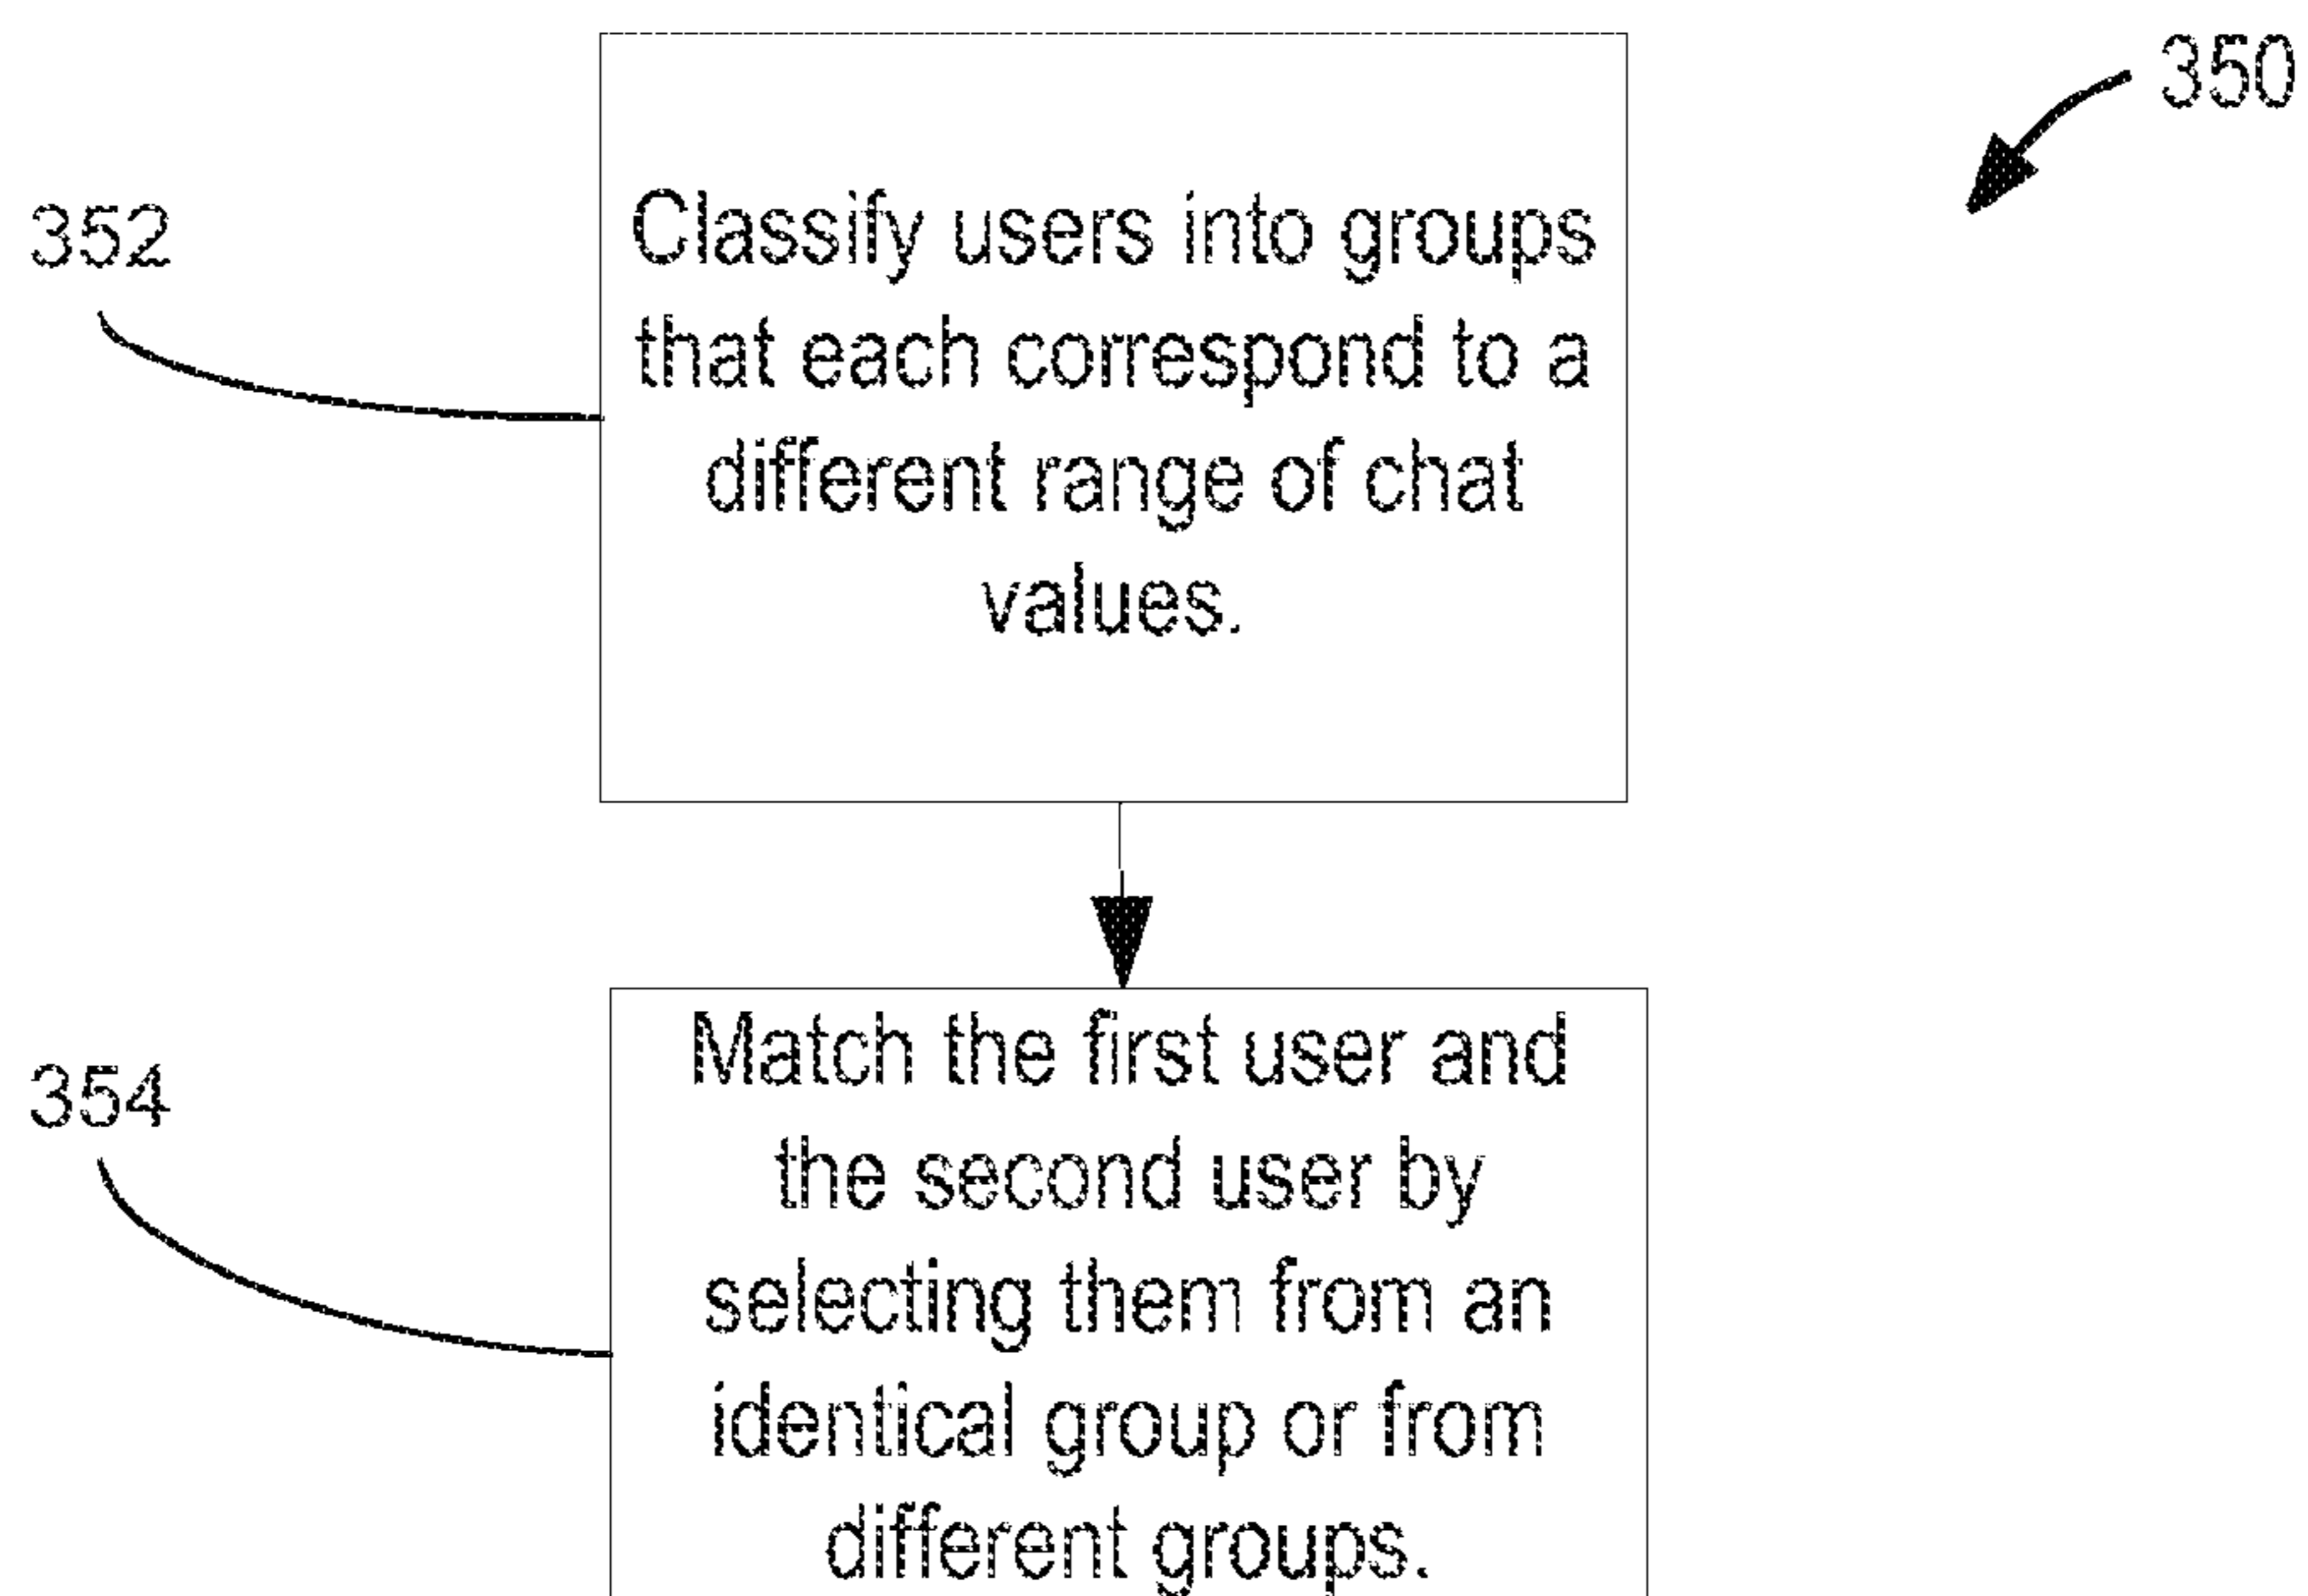 350
352
Classify users into groups
that each correspond to a
different range of chat
values.
354
Match the first user and
the second user by
selecting them from an
identical group or from
different groups.